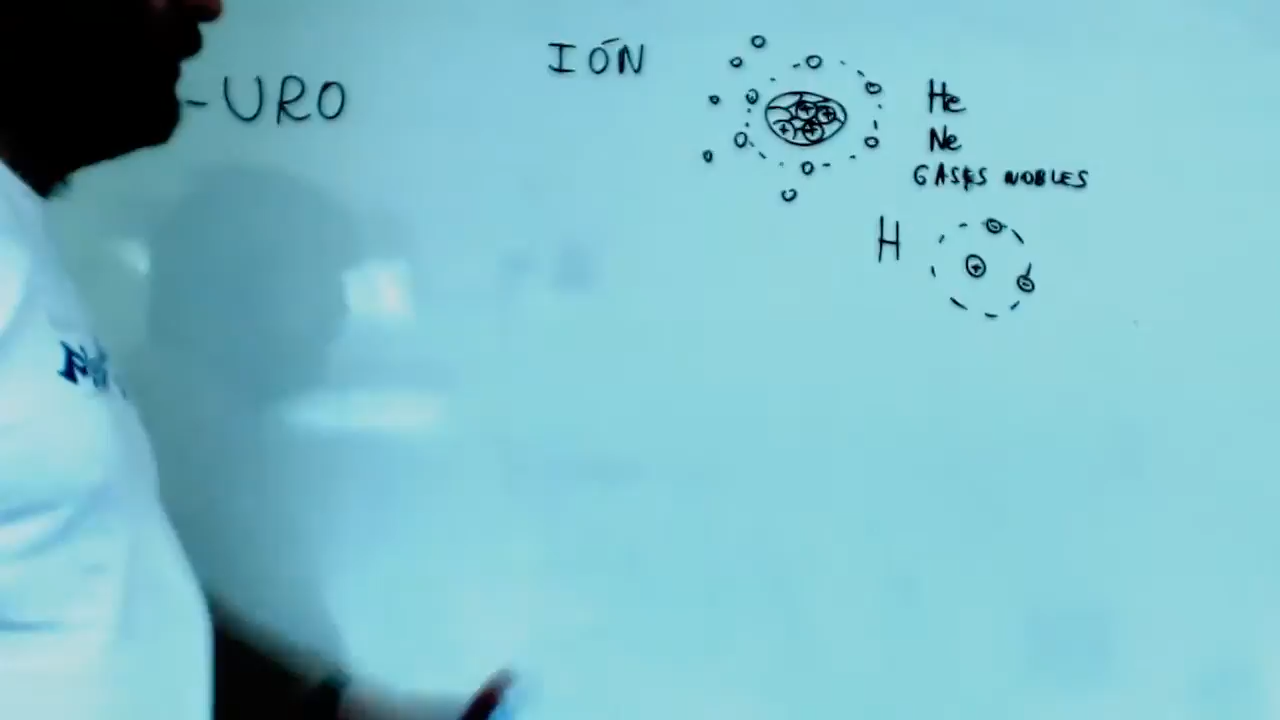 -URO
IÓN
He
Ne
GASES NOBLES
H